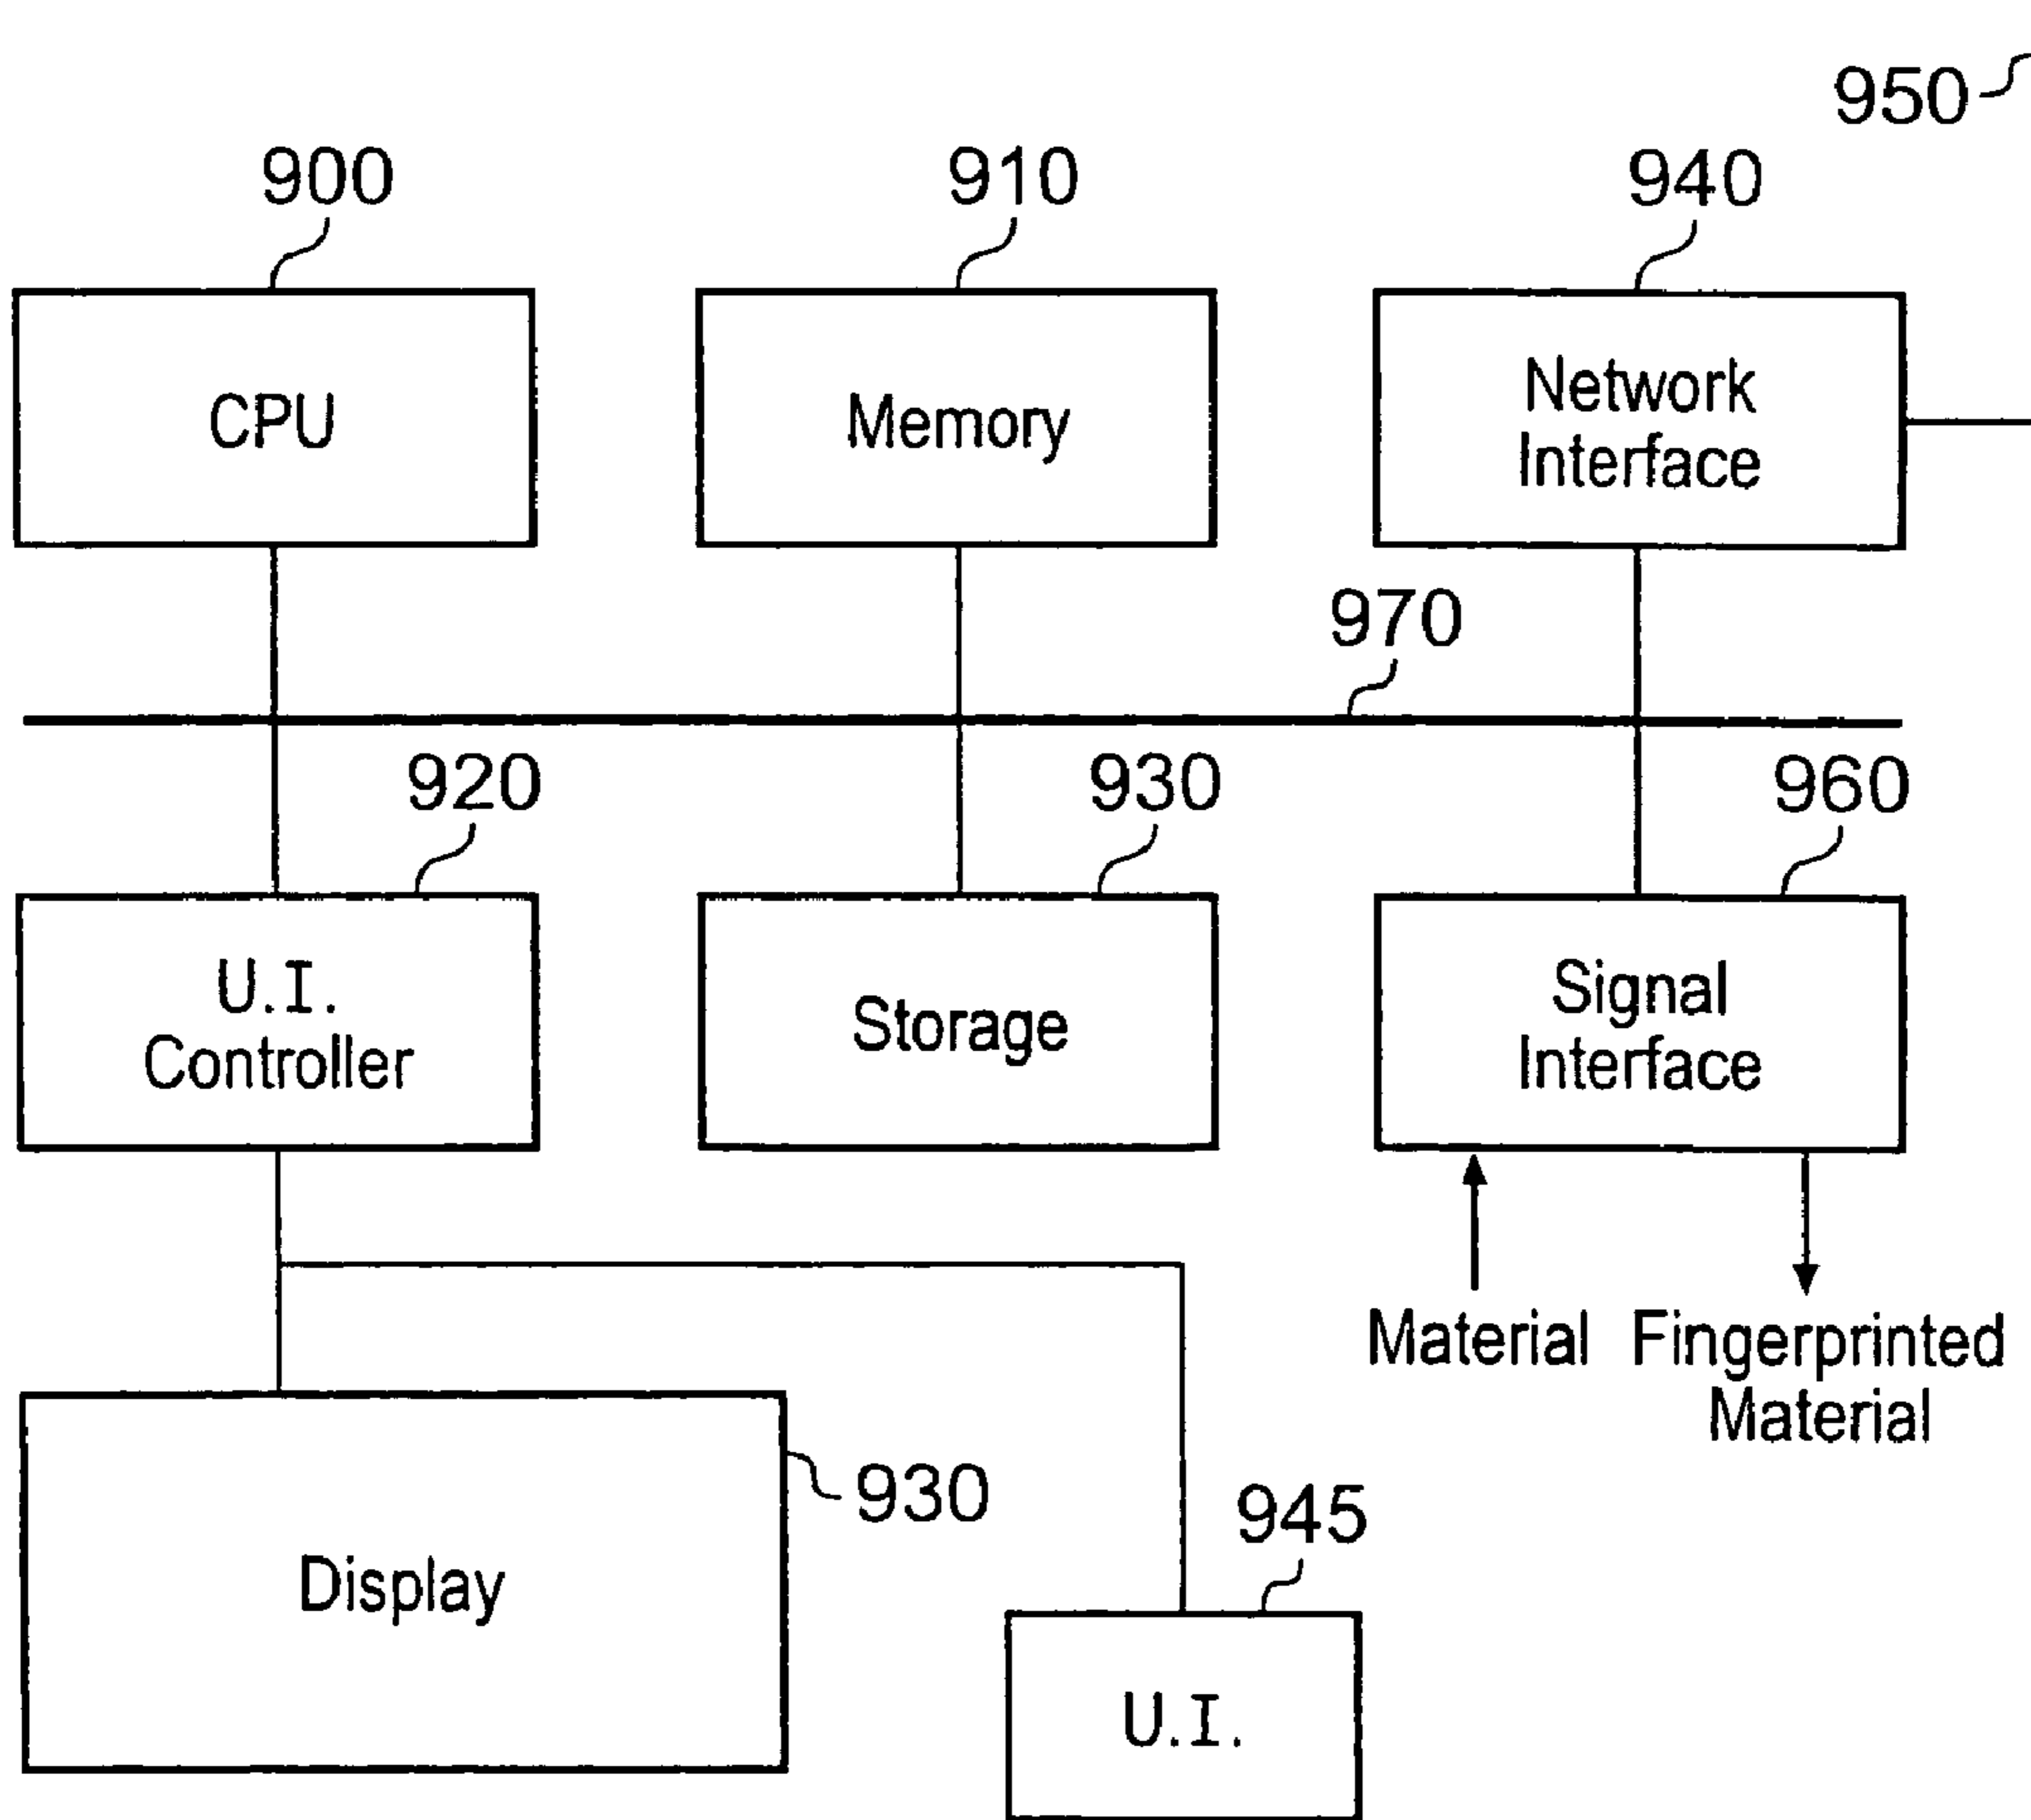 950
900
910
940
CPU
Memory
Network
Interface
970
920
930
960
U.I.
Controller
Storage
Signal
Interface
Material
Fingerprinted
Material
930
945
Display
U.I.